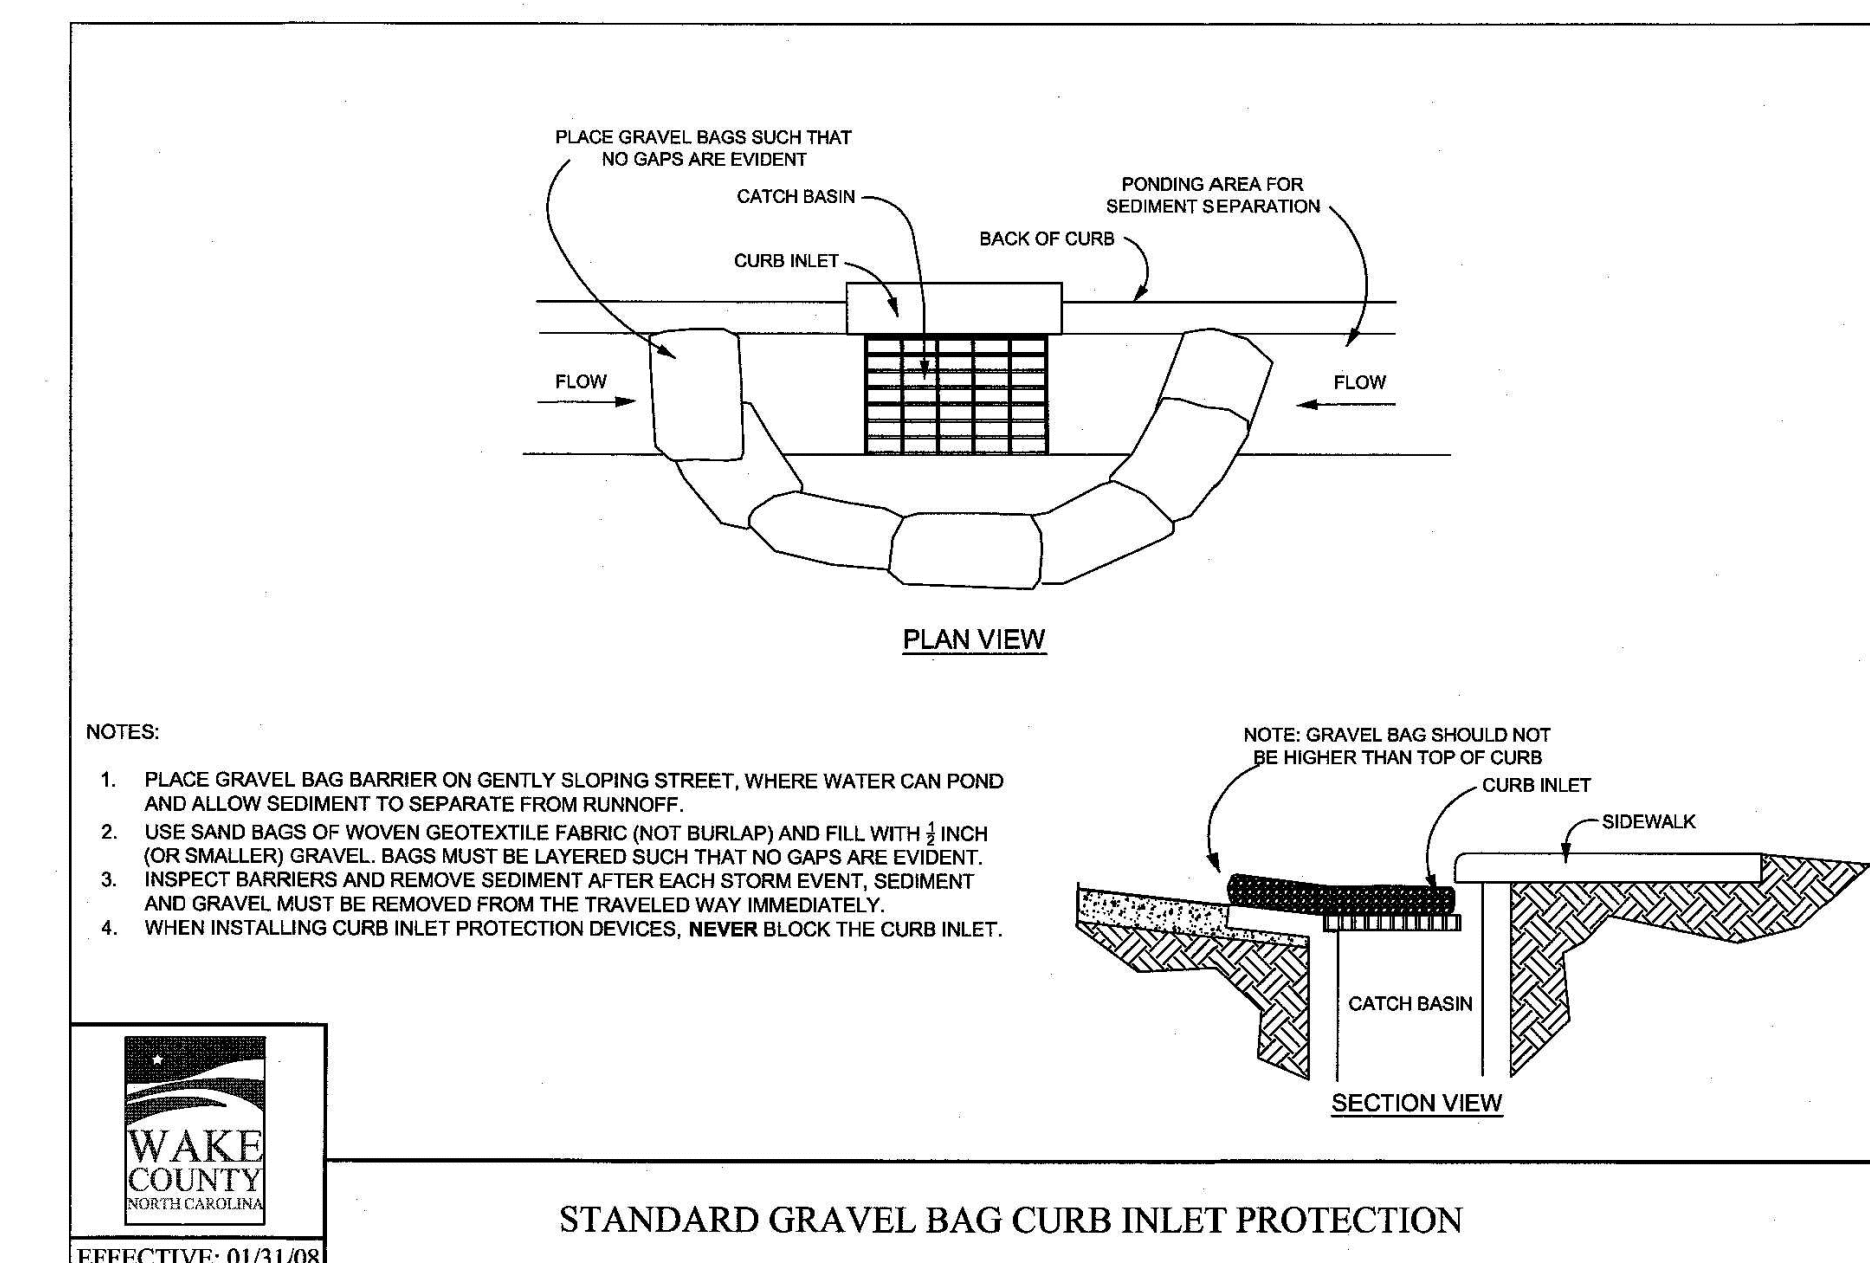 PLACE GRAVEL BAGS SUCH THAT
NO GAPS ARE EVIDENT
CATCH BASIN
PONDING AREA FOR
SEDIMENT SEPARATION
BACK OF CURB
CURB INLET
FLOW
FLOW
PLAN VIEW
NOTES:
1. PLACE GRAVEL BAG BARRIER ON GENTLY SLOPING STREET, WHERE WATER CAN POND
AND ALLOW SEDIMENT TO SEPARATE FROM RUNNOFF.
2. USE SAND BAGS OF WOVEN GEOTEXTILE FABRIC (NOT BURLAP) AND FILL WITH 1/2 INCH
(OR SMALLER) GRAVEL. BAGS MUST BE LAYERED SUCH THAT NO GAPS ARE EVIDENT.
3. INSPECT BARRIERS AND REMOVE SEDIMENT AFTER EACH STORM EVENT, SEDIMENT
AND GRAVEL MUST BE REMOVED FROM THE TRAVELED WAY IMMEDIATELY.
4. WHEN INSTALLING CURB INLET PROTECTION DEVICES, NEVER BLOCK THE CURB INLET.
NOTE: GRAVEL BAG SHOULD NOT
BE HIGHER THAN TOP OF CURB
CURB INLET
SIDEWALK
CATCH BASIN
SECTION VIEW
WAKE
COUNTY
NORTH CAROLINA
EFFECTIVE: 01/31/08
STANDARD GRAVEL BAG CURB INLET PROTECTION